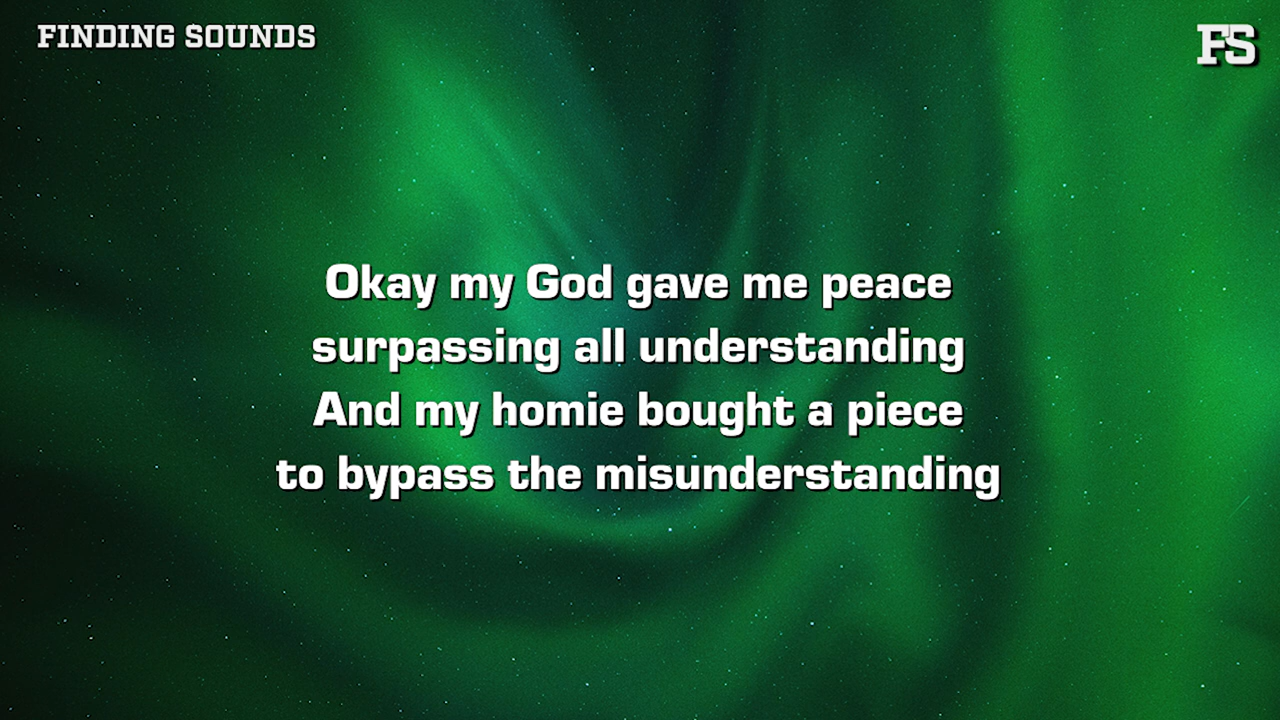 FINDING SOUNDS
FS
Okay my God gave me peace
surpassing all understanding
And my homie bought a piece
to bypass the misunderstanding